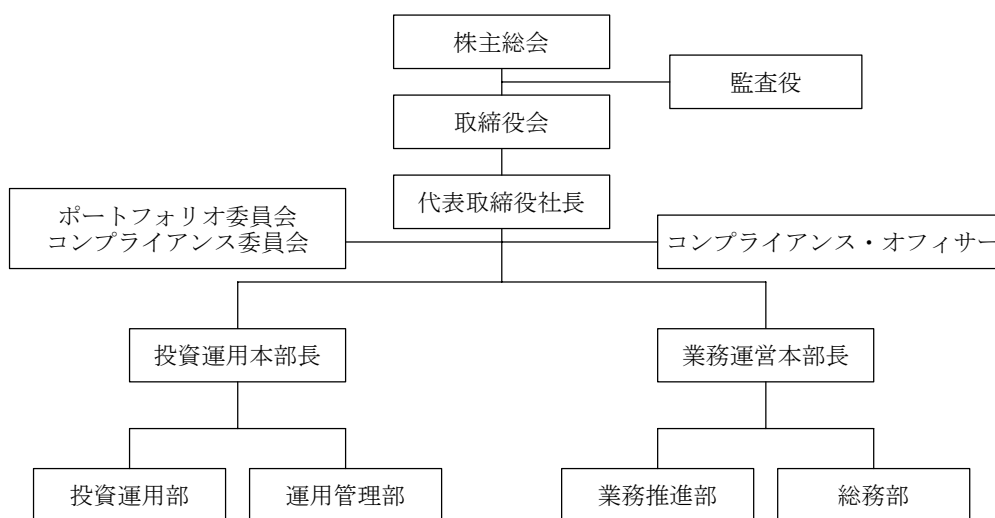 株主総会
監査役
取締役会
代表取締役社長
ポートフォリオ委員会
コンプライアンス委員会
コンプライアンス・オフィサー
投資運用本部長
業務運営本部長
投資運用部
運用管理部
業務推進部
総務部